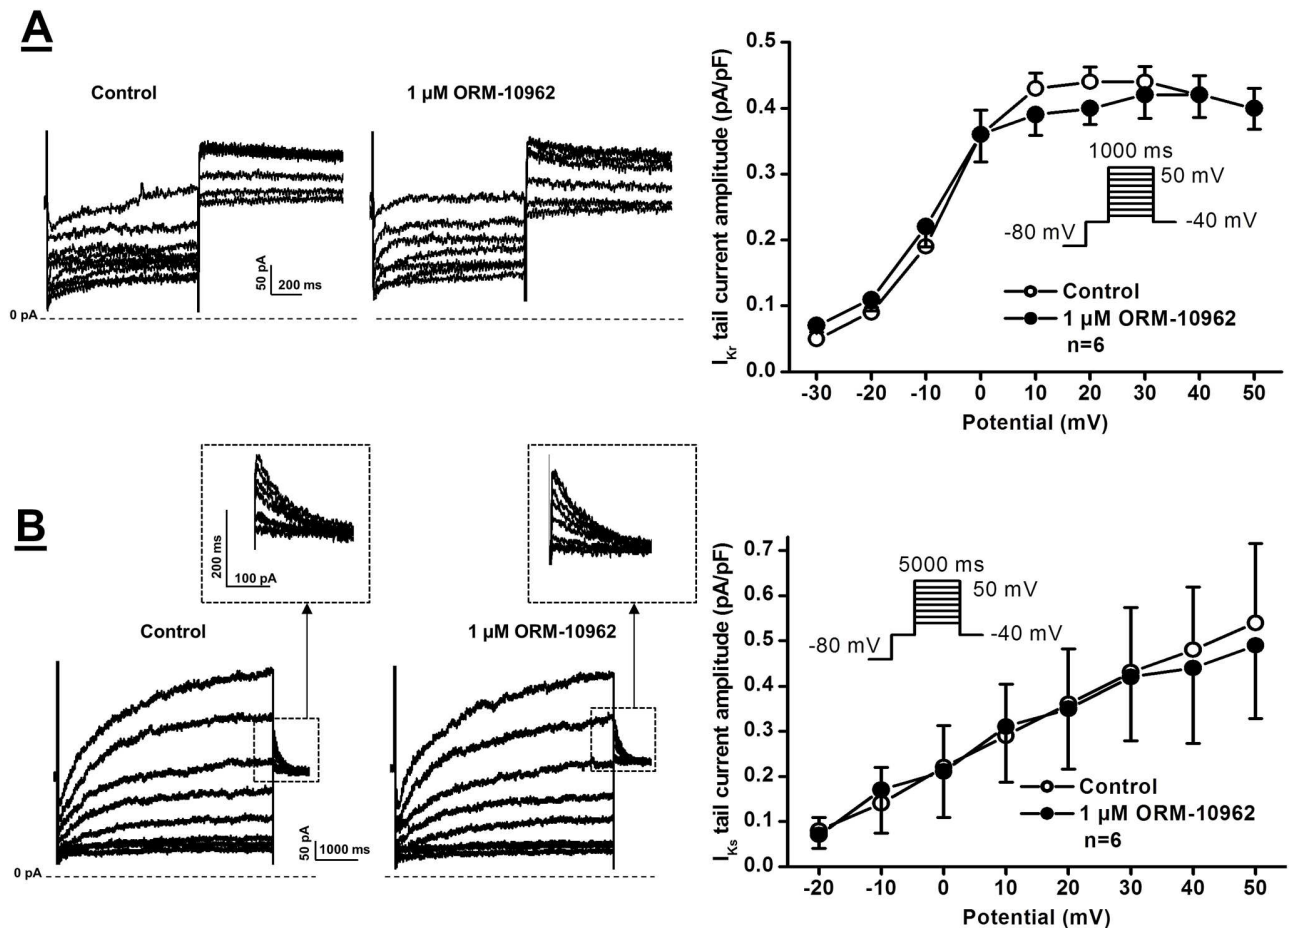 A
Control
1 µM ORM-10962
50 pA
200 ms
0 pA
I_Kr tail current amplitude (pA/pF)
0.5
0.4
0.3
0.2
0.1
0.0
1000 ms
50 mV
-80 mV
-40 mV
Control
1 µM ORM-10962
n=6
-30 -20 -10 0 10 20 30 40 50
Potential (mV)
B
200 ms
100 pA
Control
1 µM ORM-10962
50 pA
1000 ms
0 pA
I_Ks tail current amplitude (pA/pF)
0.7
0.6
0.5
0.4
0.3
0.2
0.1
0.0
5000 ms
50 mV
-80 mV
-40 mV
Control
1 µM ORM-10962
n=6
-20 -10 0 10 20 30 40 50
Potential (mV)